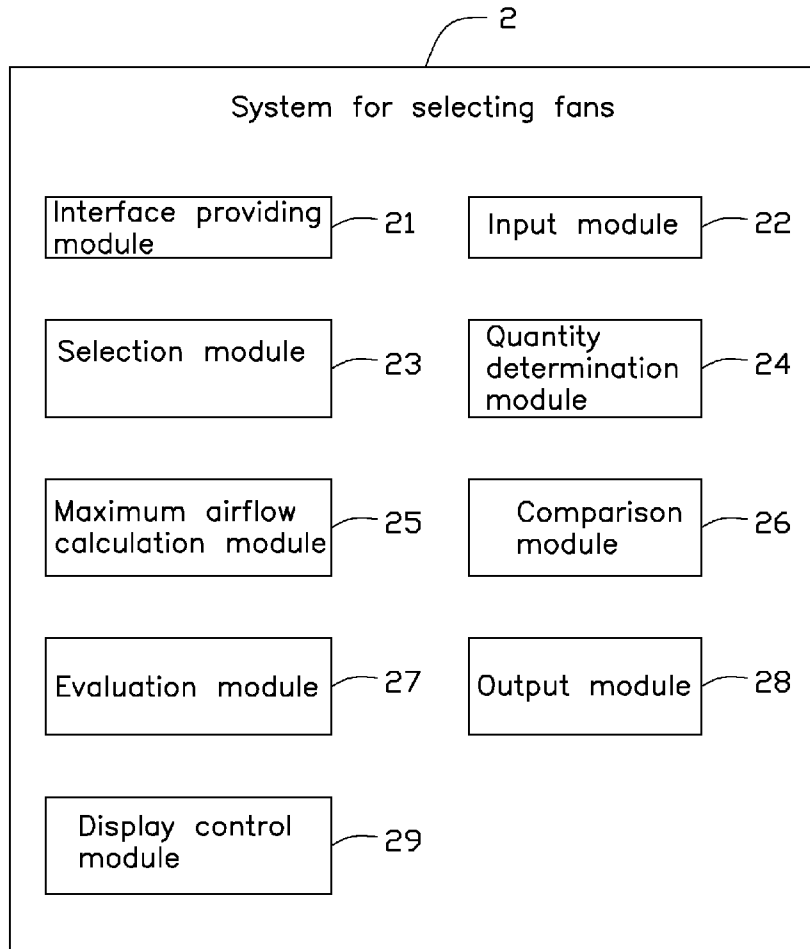 2
System for selecting fans
Interface providing
module
21
Input module
22
Selection module
23
Quantity
determination
module
24
Maximum airflow
calculation module
25
Comparison
module
26
Evaluation module
27
Output module
28
Display control
module
29